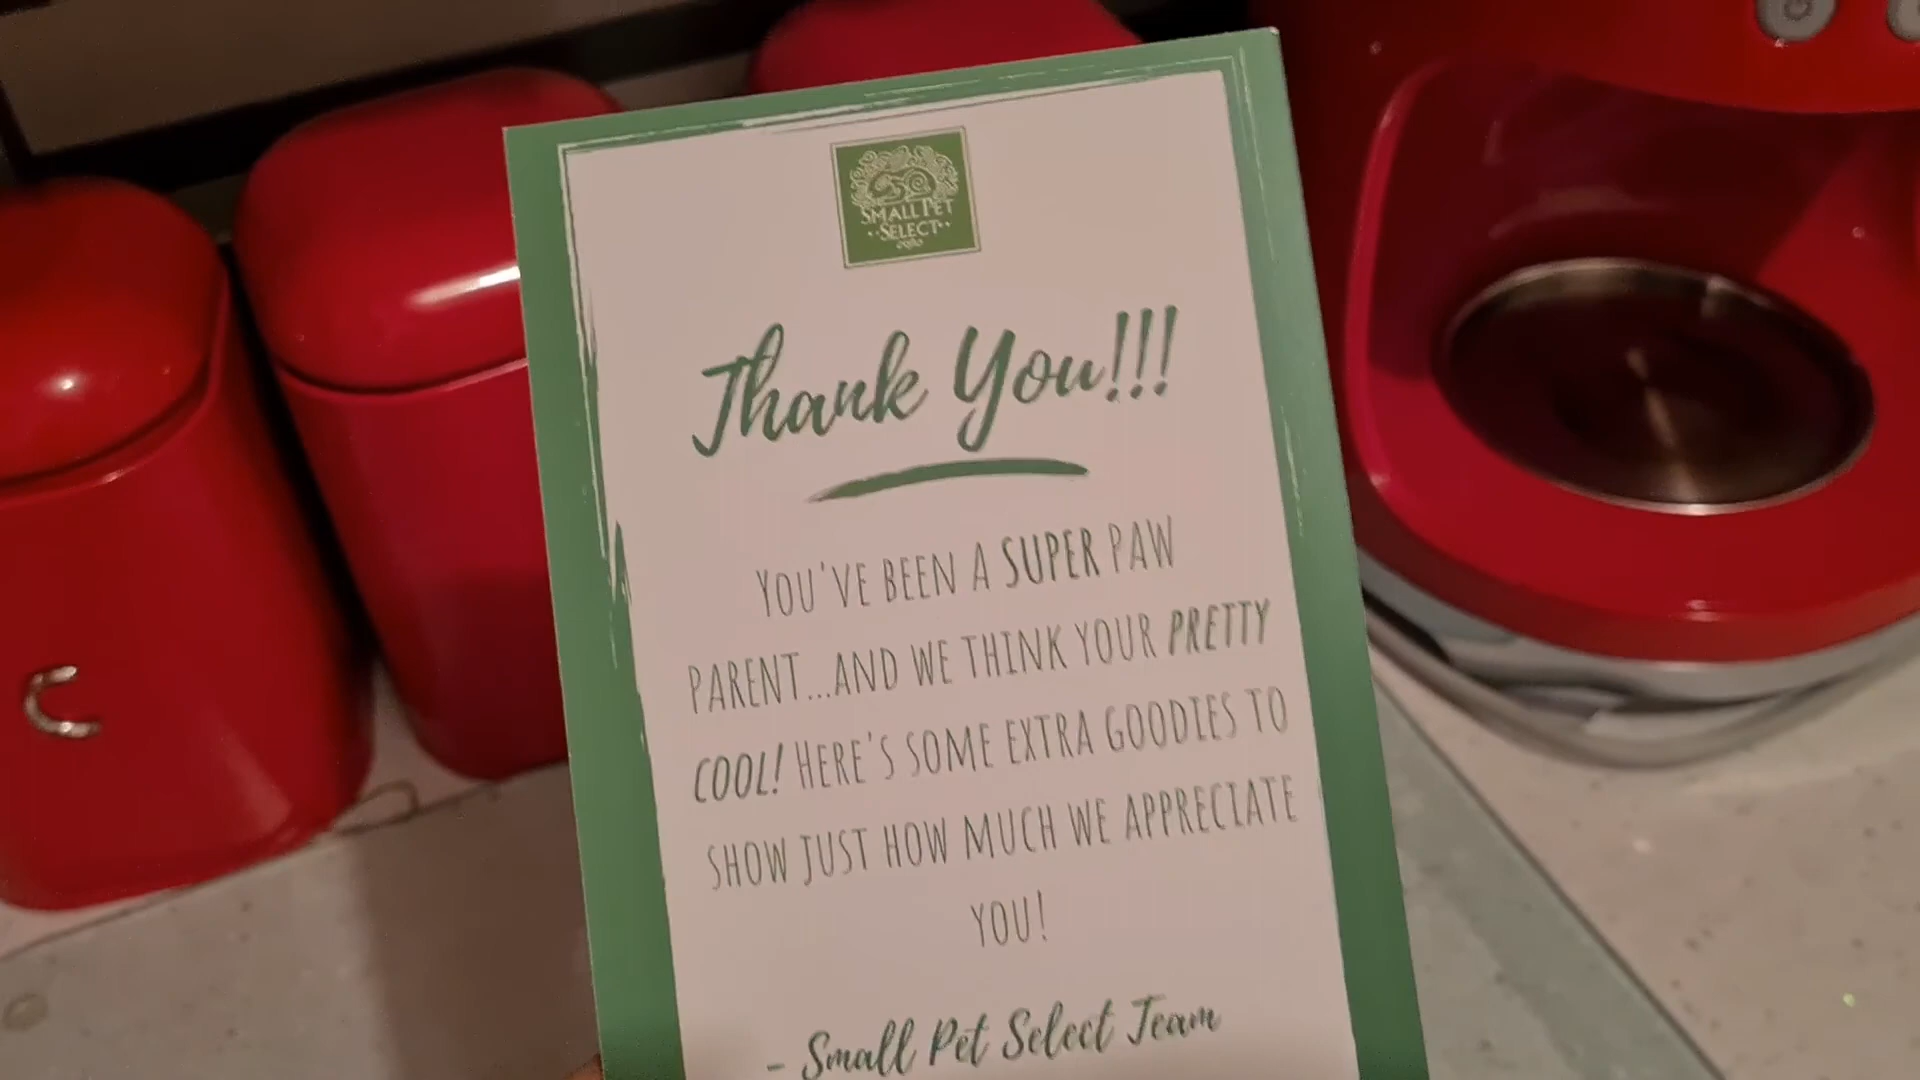 SMALL PET
SELECT
Thank You!!!
YOU'VE BEEN A SUPER PAW
PARENT...AND WE THINK YOUR PRETTY
COOL! HERE'S SOME EXTRA GOODIES TO
SHOW JUST HOW MUCH WE APPRECIATE
YOU!
- Small Pet Select Team
C